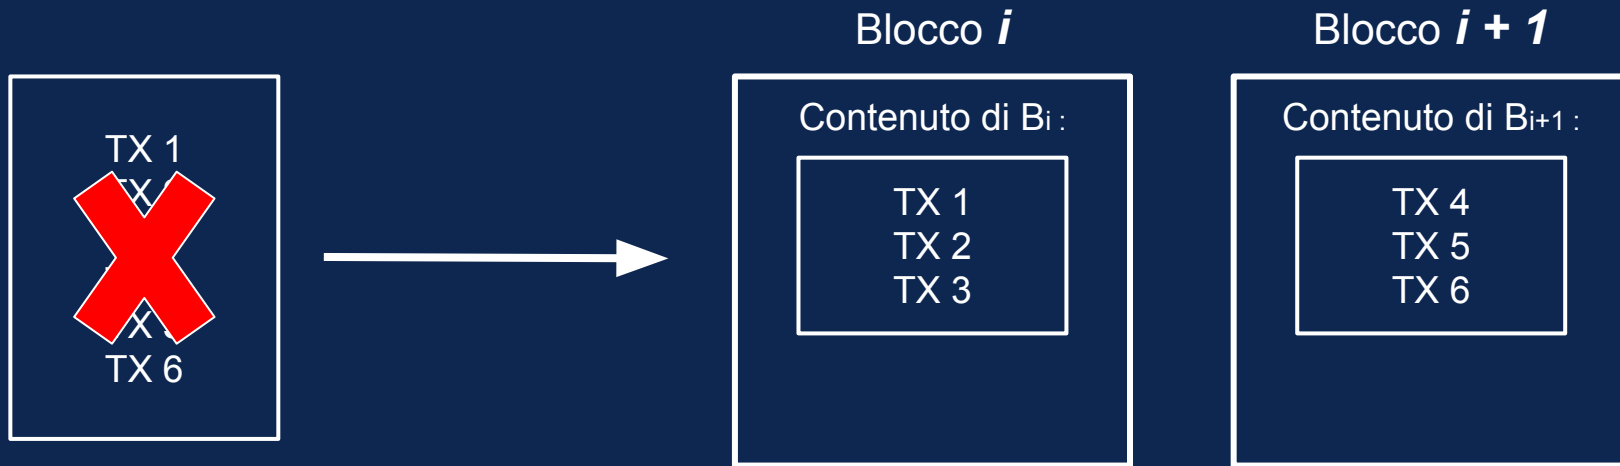 Blocco i
Blocco i + 1
TX 1
TX 6
Contenuto di Bi :
TX 1
TX 2
TX 3
Contenuto di Bi+1 :
TX 4
TX 5
TX 6